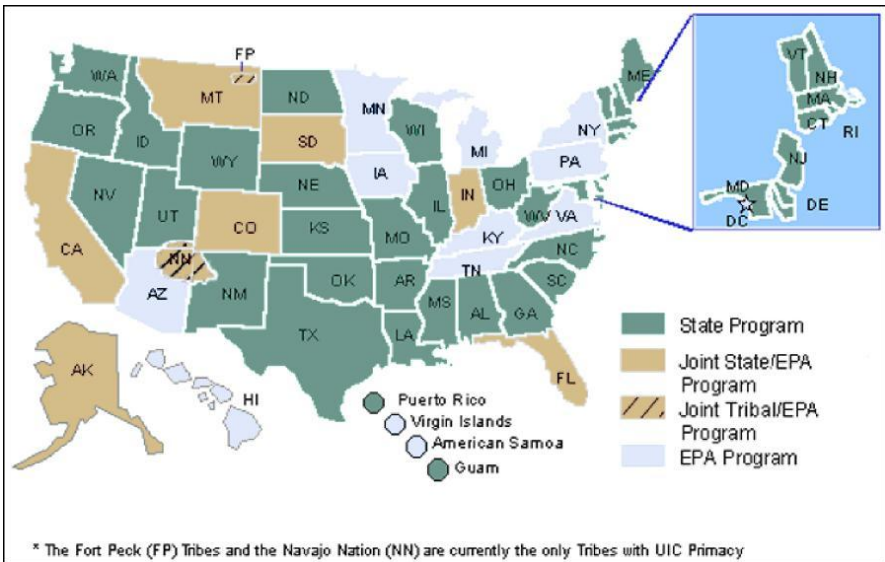 FP
WA
MT
ND
MN
ME
VT
NH
MA
CT
RI
OR
ID
SD
WI
NY
MI
WY
PA
NJ
IA
NE
NV
OH
MD
DE
DC
UT
IL
IN
WV
VA
CO
KS
MO
KY
CA
NC
NN
TN
OK
AR
SC
AZ
NM
MS
AL
GA
TX
LA
AK
FL
HI
State Program
Joint State/EPA
Program
Joint Tribal/EPA
Program
EPA Program
Puerto Rico
Virgin Islands
American Samoa
Guam
* The Fort Peck (FP) Tribes and the Navajo Nation (NN) are currently the only Tribes with UIC Primacy